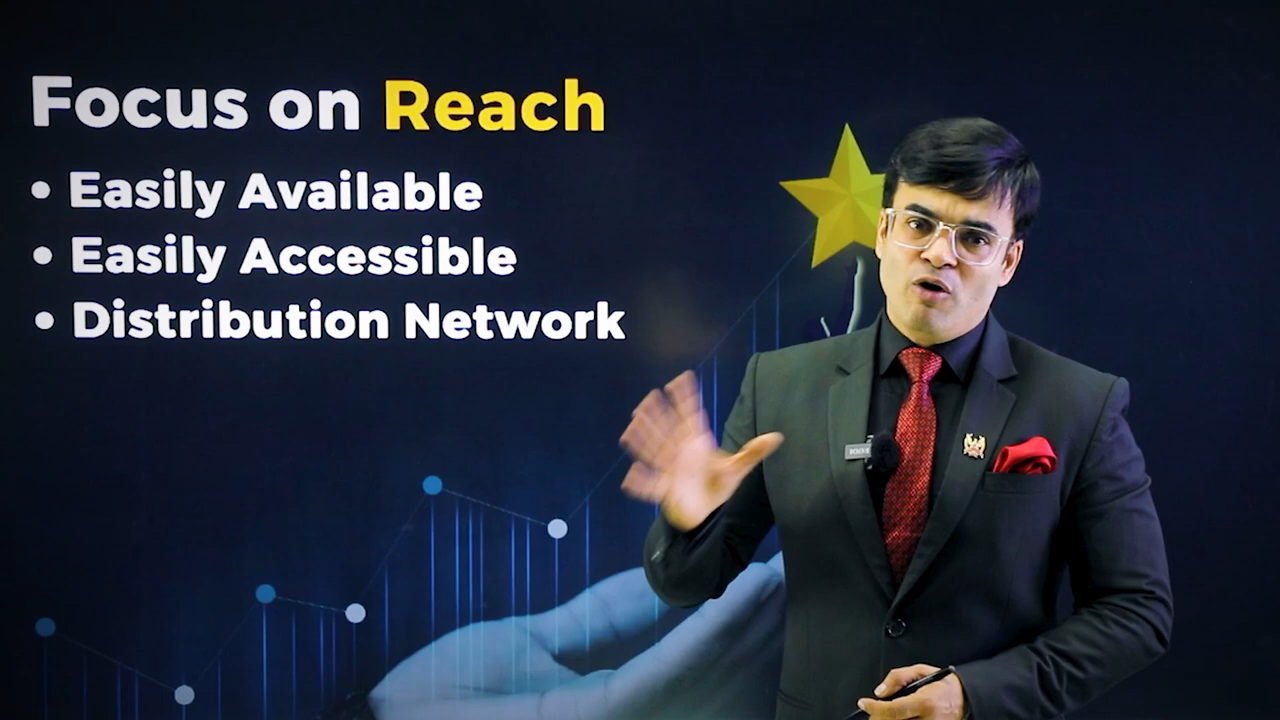 Focus on Reach
• Easily Available
• Easily Accessible
• Distribution Network